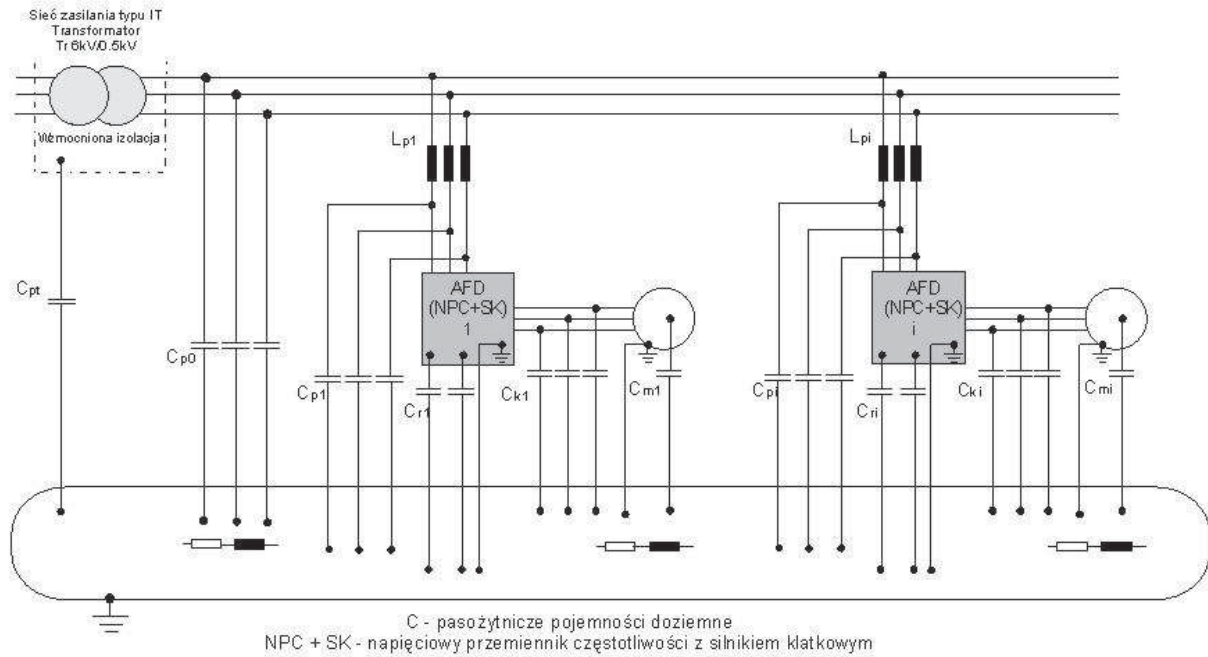 Sieć zasilania typu IT
Transformator
Tr 6kV/0.5kV
Wzmocniona izolacja
Lp1
Lpi
Cpt
Cp0
AFD
(NPC+SK)
1
AFD
(NPC+SK)
i
Cp1
Cr1
Ck1
Cm1
Cpi
Cri
Cki
Cmi
C - pasożytnicze pojemności doziemne
NPC + SK - napięciowy przemiennik częstotliwości z silnikiem klatkowym